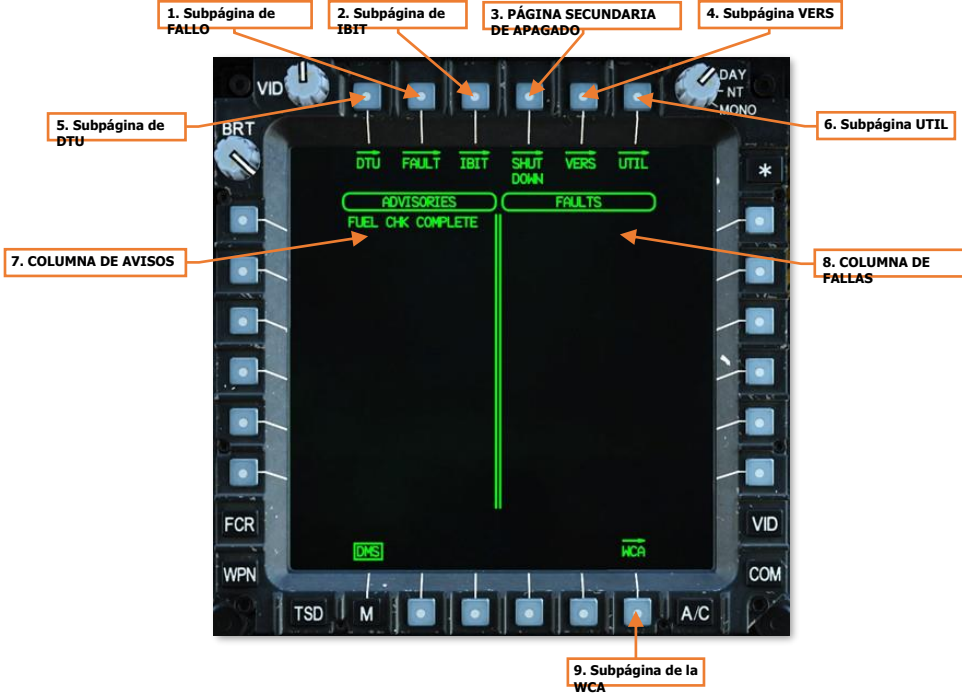 1. Subpágina de
FALLO
2. Subpágina de
IBIT
3. PÁGINA SECUNDARIA
DE APAGADO
4. Subpágina VERS
5. Subpágina de
DTU
6. Subpágina UTIL
VID
DAY
NT
MONO
BRT
DTU FAULT IBIT SHUT DOWN VERS UTIL
*
ADVISORIES
FAULTS
FUEL CHK COMPLETE
7. COLUMNA DE AVISOS
8. COLUMNA DE
FALLAS
FCR
VID
DMS
WCA
WPN
COM
TSD
M
A/C
9. Subpágina de la
WCA